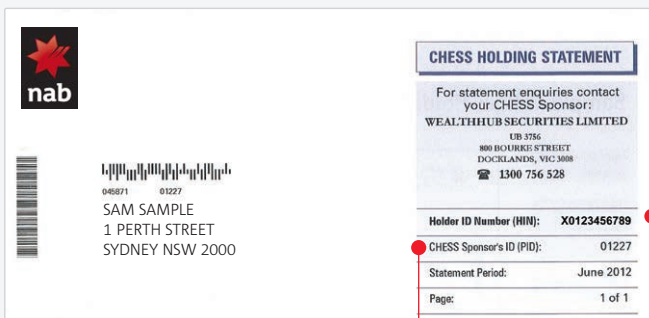 nab
045871 01227
SAM SAMPLE
1 PERTH STREET
SYDNEY NSW 2000
CHESS HOLDING STATEMENT
For statement enquiries contact
your CHESS Sponsor:
WEALTHHUB SECURITIES LIMITED
UB 3756
800 BOURKE STREET
DOCKLANDS, VIC 3008
☎ 1300 756 528
Holder ID Number (HIN): X0123456789
CHESS Sponsor's ID (PID): 01227
Statement Period: June 2012
Page: 1 of 1